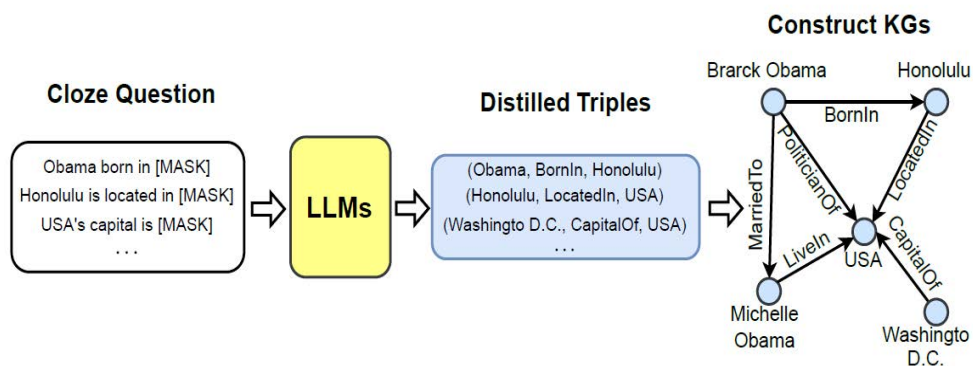 Construct KGs
Cloze Question
Distilled Triples
Obama born in [MASK]
Honolulu is located in [MASK]
USA's capital is [MASK]
...
LLMs
(Obama, BornIn, Honolulu)
(Honolulu, LocatedIn, USA)
(Washingto D.C., CapitalOf, USA)
...
Brarck Obama
Honolulu
BornIn
PoliticianOf
LocatedIn
MarriedTo
LiveIn
USA
CapitalOf
Michelle
Obama
Washingto
D.C.